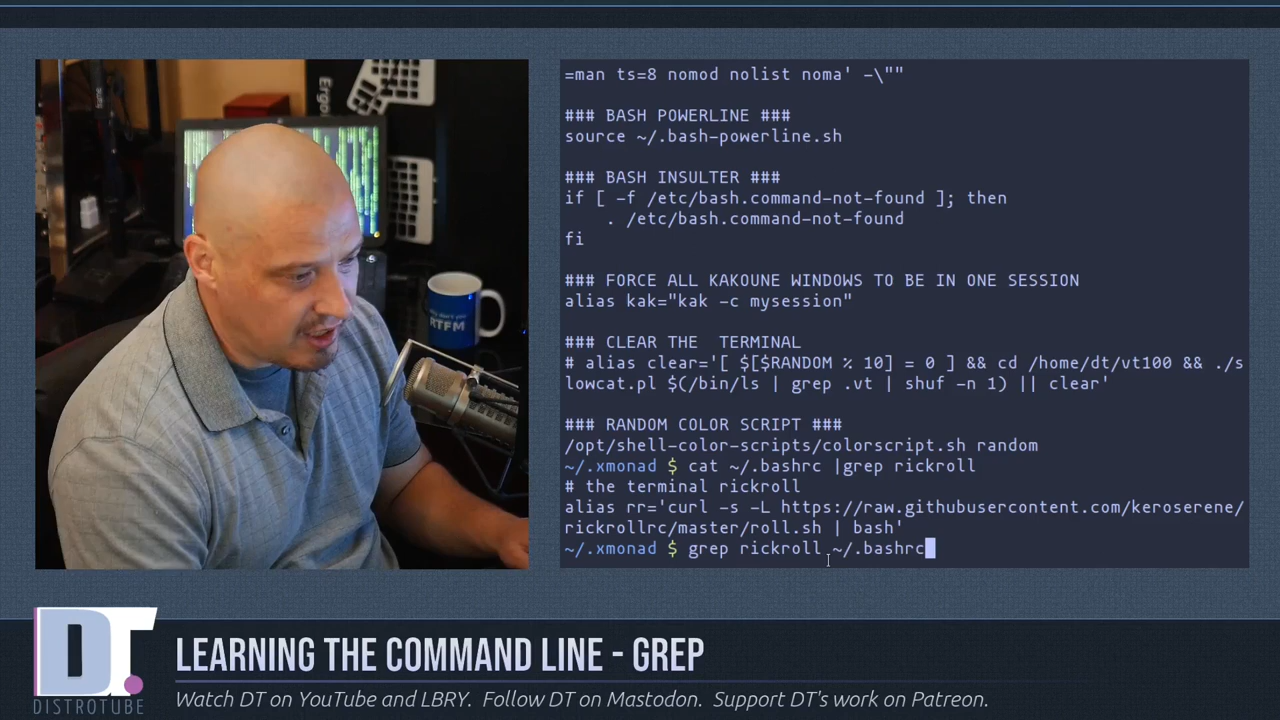 =man ts=8 nomod nolist noma' -\""
### BASH POWERLINE ###
source ~/.bash-powerline.sh
### BASH INSULTER ###
if [ -f /etc/bash.command-not-found ]; then
. /etc/bash.command-not-found
fi
### FORCE ALL KAKOUNE WINDOWS TO BE IN ONE SESSION
alias kak="kak -c mysession"
### CLEAR THE  TERMINAL
# alias clear='[ $[$RANDOM % 10] = 0 ] && cd /home/dt/vt100 && ./s
lowcat.pl $(/bin/ls | grep .vt | shuf -n 1) || clear'
### RANDOM COLOR SCRIPT ###
/opt/shell-color-scripts/colorscript.sh random
~/.xmonad $ cat ~/.bashrc |grep rickroll
# the terminal rickroll
alias rr='curl -s -L https://raw.githubusercontent.com/keroserene/
rickrollrc/master/roll.sh | bash'
~/.xmonad $ grep rickroll ~/.bashrc
Ergo
RTFM
DT
DISTROTUBE
LEARNING THE COMMAND LINE - GREP
Watch DT on YouTube and LBRY.  Follow DT on Mastodon.  Support DT's work on Patreon.